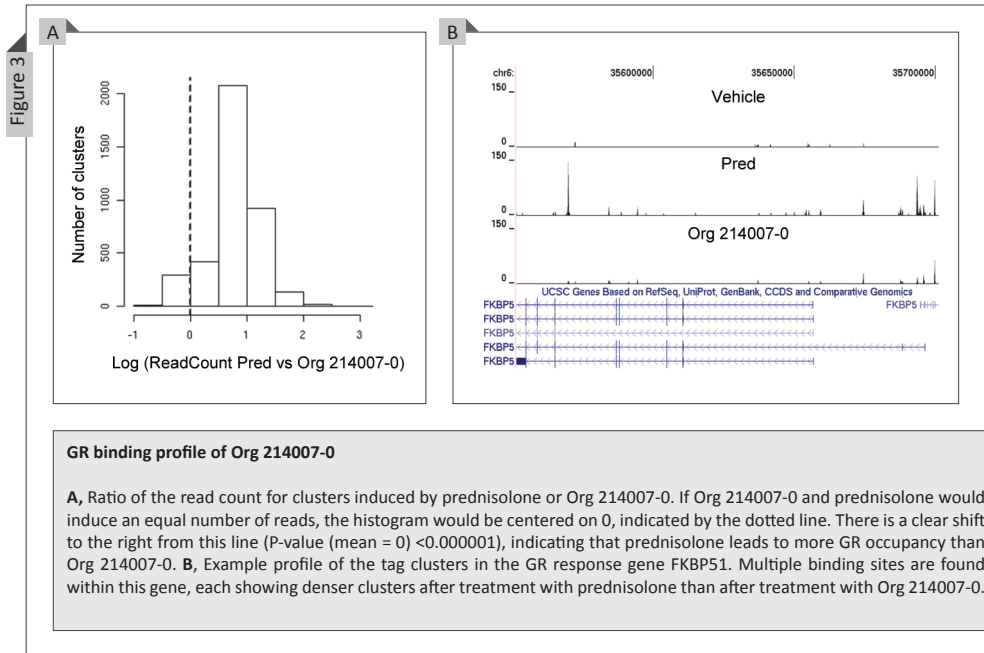 Figure 3
A
Number of clusters
2000
1500
1000
500
0
-1 0 1 2 3
Log (ReadCount Pred vs Org 214007-0)
B
chr6: 35600000 35650000 35700000
150
Vehicle
0
150
Pred
0
150
Org 214007-0
0
UCSC Genes Based on RefSeq, UniProt, GenBank, CCDS and Comparative Genomics
FKBP5 FKBP5
FKBP5
FKBP5
FKBP5
FKBP5
GR binding profile of Org 214007-0
A, Ratio of the read count for clusters induced by prednisolone or Org 214007-0. If Org 214007-0 and prednisolone would
induce an equal number of reads, the histogram would be centered on 0, indicated by the dotted line. There is a clear shift
to the right from this line (P-value (mean = 0) <0.000001), indicating that prednisolone leads to more GR occupancy than
Org 214007-0. B, Example profile of the tag clusters in the GR response gene FKBP51. Multiple binding sites are found
within this gene, each showing denser clusters after treatment with prednisolone than after treatment with Org 214007-0.